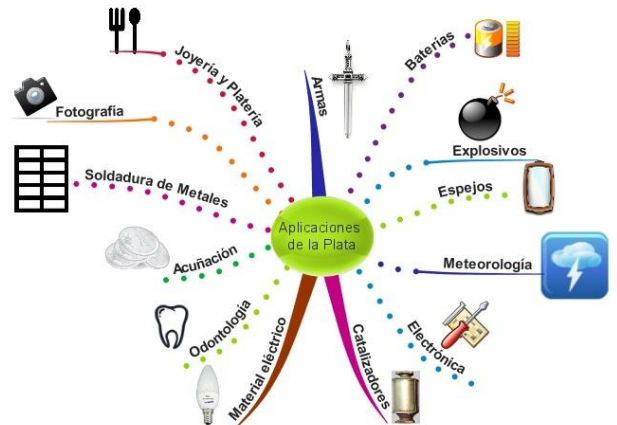 Aplicaciones
de la Plata
Armas
Baterías
Explosivos
Espejos
Meteorología
Electrónica
Catalizadores
Material eléctrico
Odontología
Acuñación
Soldadura de Metales
Fotografía
Joyería y Platería